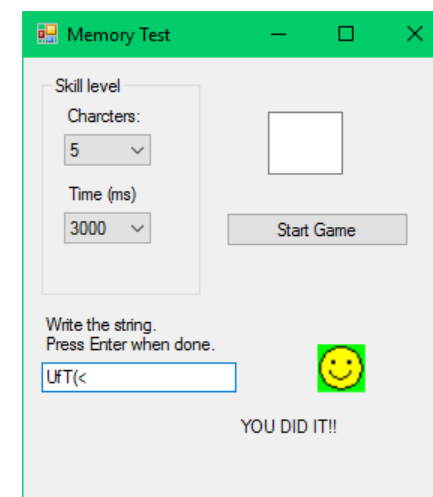 Memory Test
Skill level
Charcters:
5
Time (ms)
3000
Start Game
Write the string.
Press Enter when done.
UfT(<
YOU DID IT!!